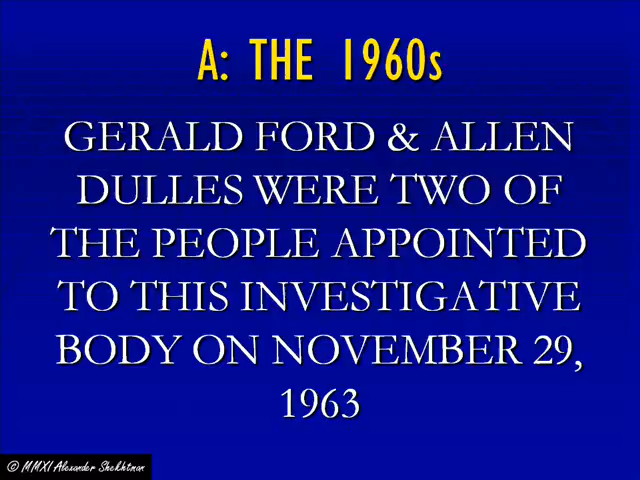 A: THE 1960s
GERALD FORD & ALLEN
DULLES WERE TWO OF
THE PEOPLE APPOINTED
TO THIS INVESTIGATIVE
BODY ON NOVEMBER 29,
1963
© MMXI Alexander Shekhtman